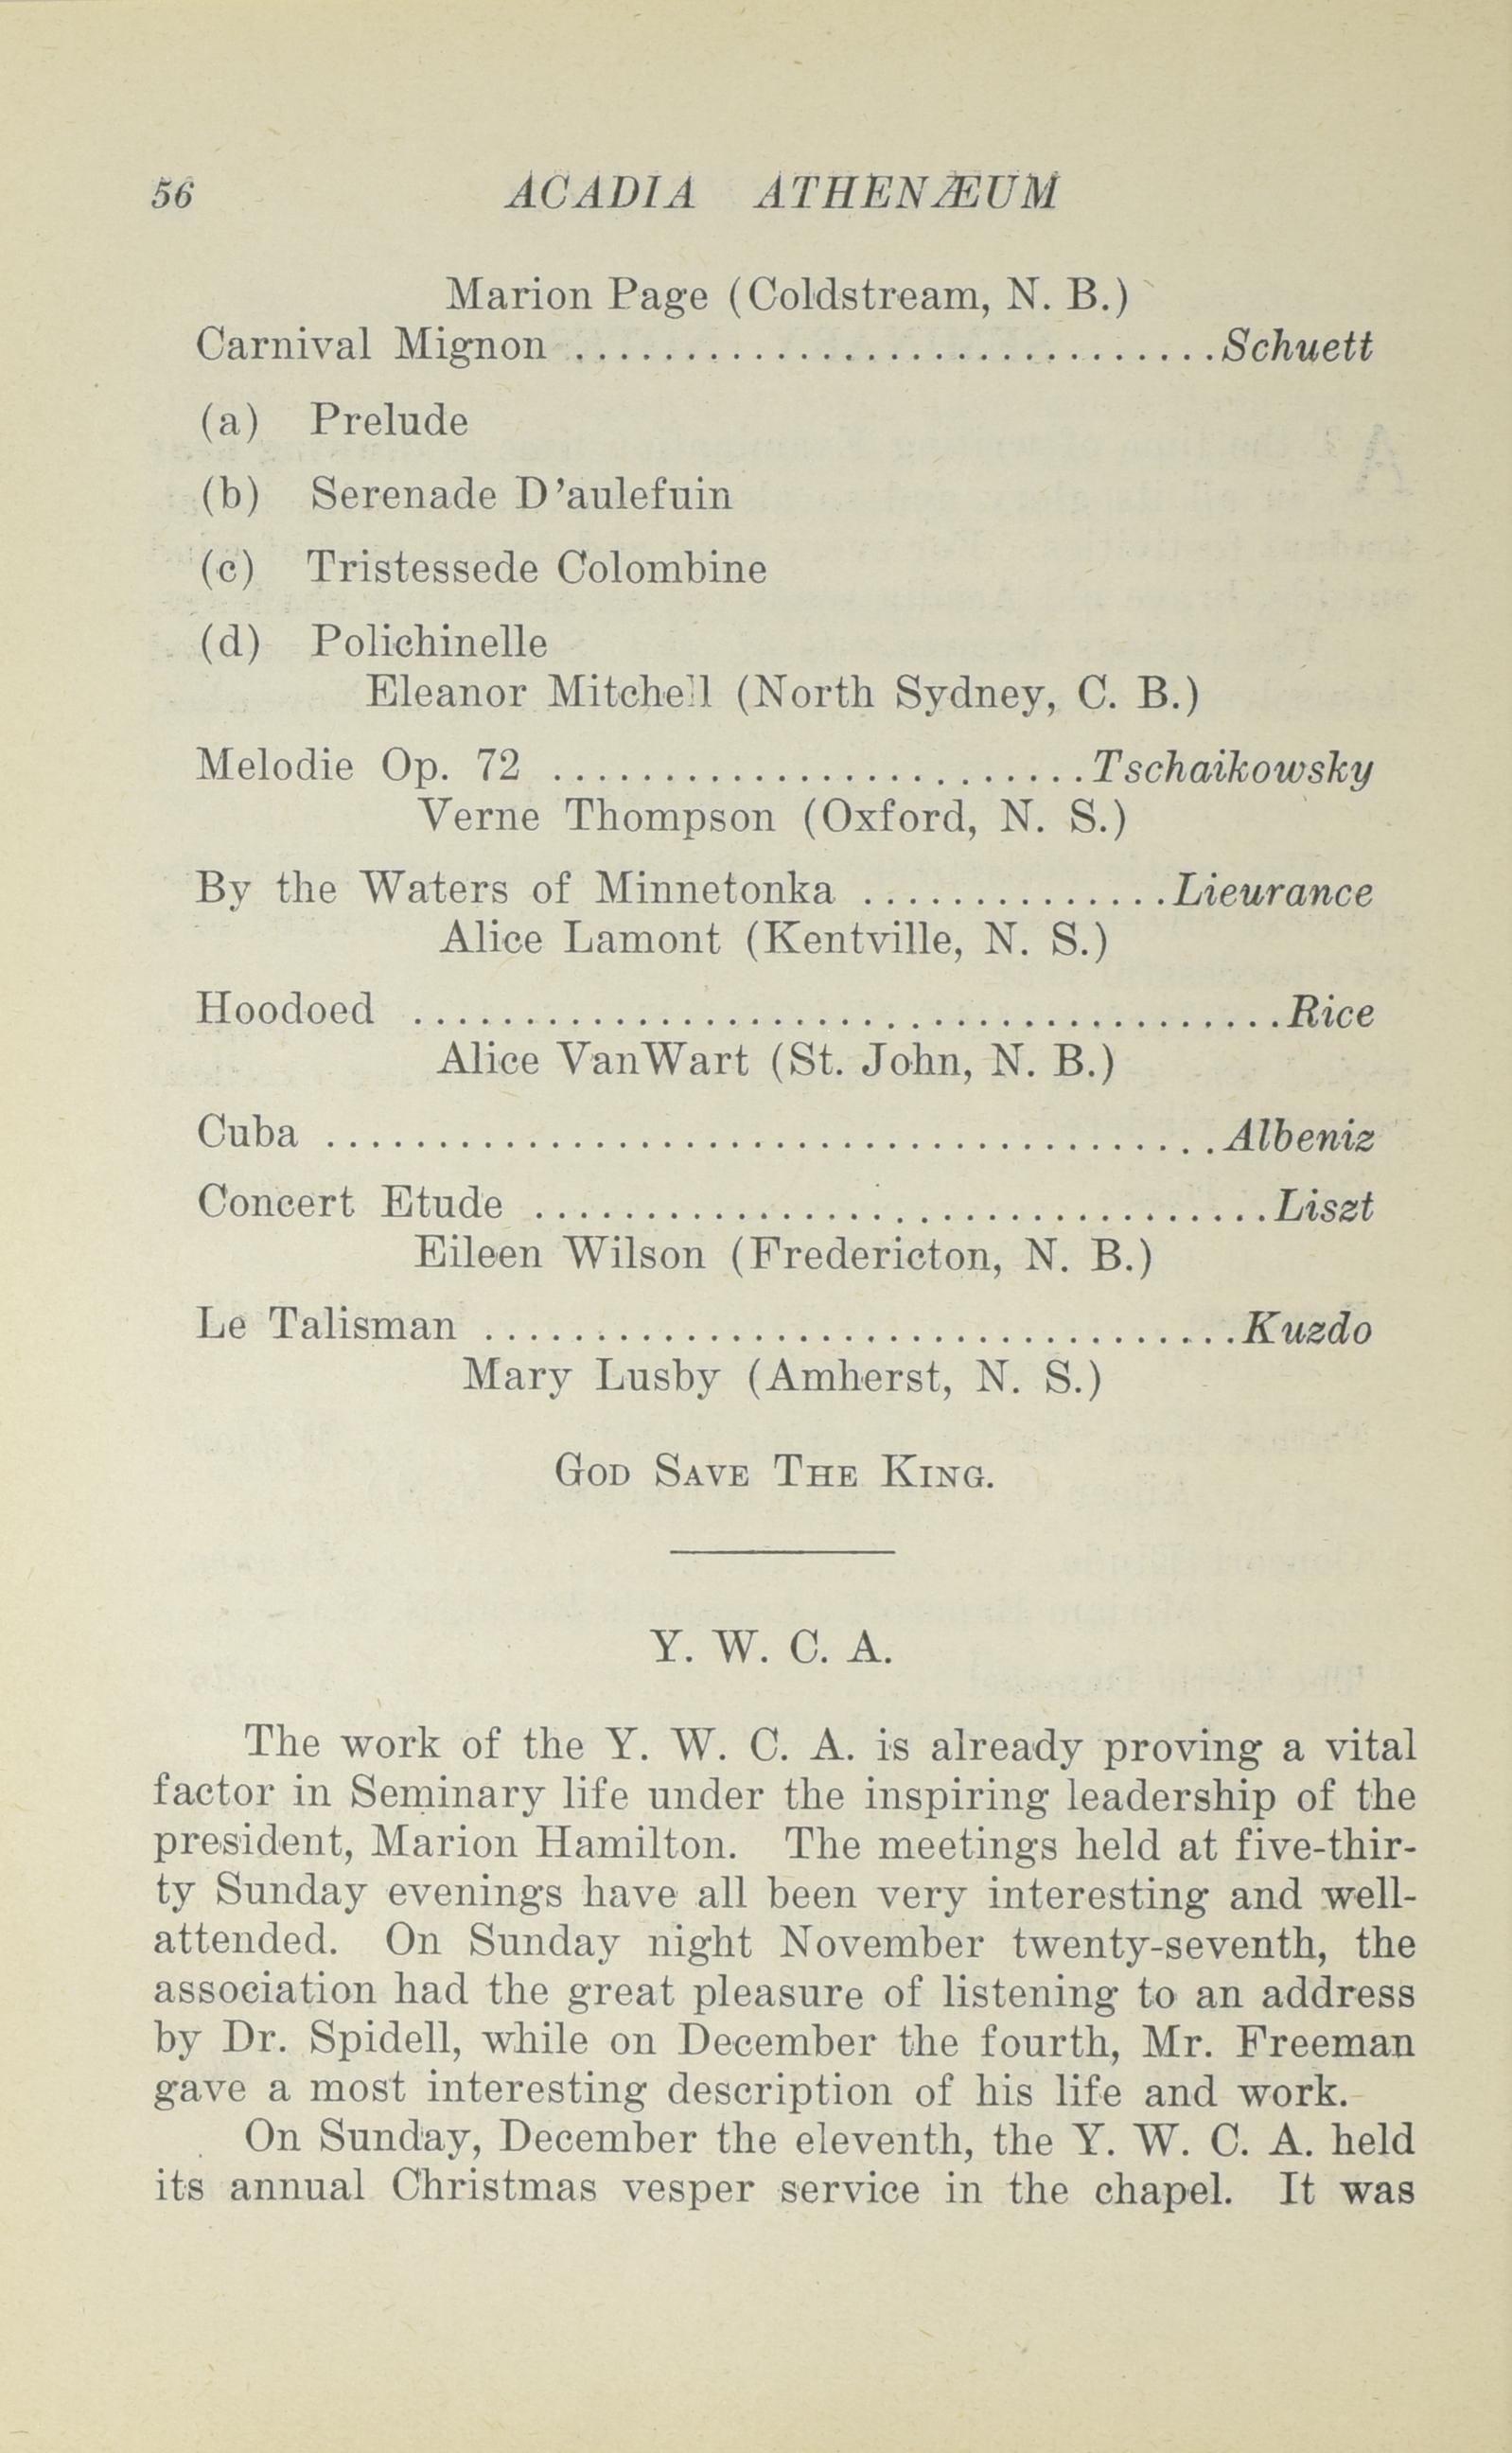 56 ACADIA ATHENÆUM
Marion Page (Coldstream, N. B.)
Carnival Mignon ............................. Schuett
(a) Prelude
(b) Serenade D'aulefuin
(c) Tristessede Colombine
(d) Polichinelle
Eleanor Mitchell (North Sydney, C. B.)
Melodie Op. 72 ........................ Tschaikowsky
Verne Thompson (Oxford, N. S.)
By the Waters of Minnetonka .............. Lieurance
Alice Lamont (Kentville, N. S.)
Hoodoed ....................................... Rice
Alice VanWart (St. John, N. B.)
Cuba ........................................ Albeniz
Concert Etude ................................. Liszt
Eileen Wilson (Fredericton, N. B.)
Le Talisman .................................. Kuzdo
Mary Lusby (Amherst, N. S.)
GOD SAVE THE KING.
Y. W. C. A.
The work of the Y. W. C. A. is already proving a vital
factor in Seminary life under the inspiring leadership of the
president, Marion Hamilton. The meetings held at five-thir-
ty Sunday evenings have all been very interesting and well-
attended. On Sunday night November twenty-seventh, the
association had the great pleasure of listening to an address
by Dr. Spidell, while on December the fourth, Mr. Freeman
gave a most interesting description of his life and work.
On Sunday, December the eleventh, the Y. W. C. A. held
its annual Christmas vesper service in the chapel. It was